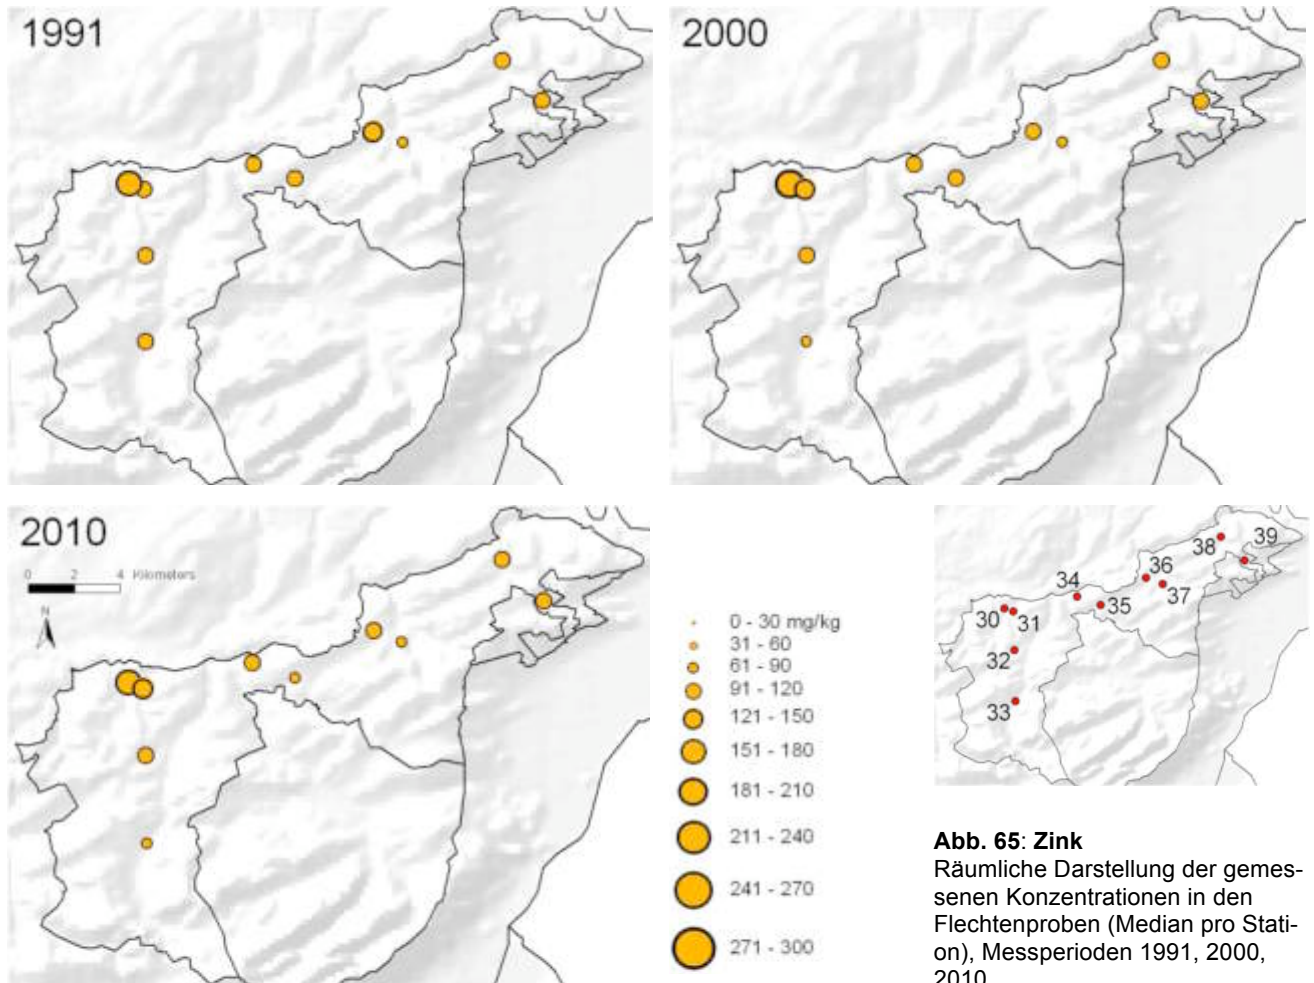 1991
2000
2010
0 2 4 Kilometers
N
0 - 30 mg/kg
31 - 60
61 - 90
91 - 120
121 - 150
151 - 180
181 - 210
211 - 240
241 - 270
271 - 300
38
39
36
34
37
35
30
31
32
33
Abb. 65: Zink
Räumliche Darstellung der gemes-
senen Konzentrationen in den
Flechtenproben (Median pro Stati-
on), Messperioden 1991, 2000,
2010